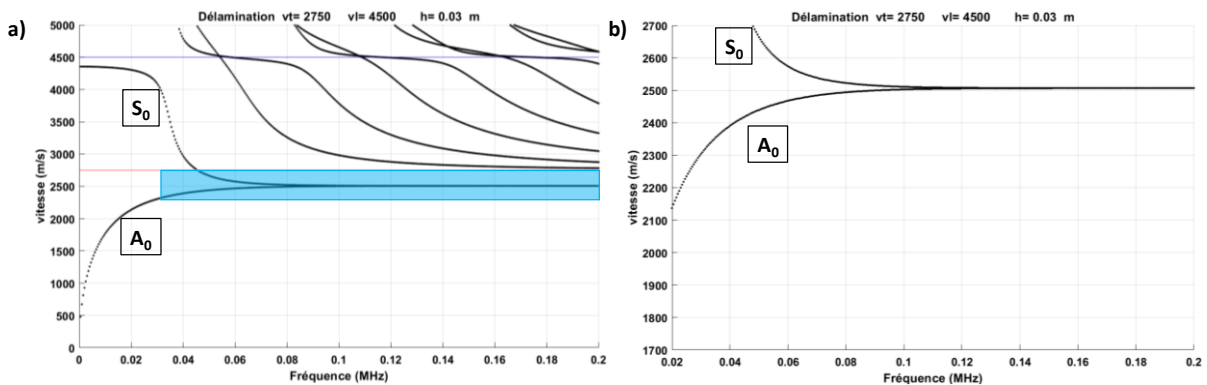 a)
Délamination vt= 2750 vl= 4500 h= 0.03 m
vitesse (m/s)
5000
4500
4000
3500
3000
2500
2000
1500
1000
500
0
S0
A0
0 0.02 0.04 0.06 0.08 0.1 0.12 0.14 0.16 0.18 0.2
Fréquence (MHz)
b)
Délamination vt= 2750 vl= 4500 h= 0.03 m
vitesse (m/s)
2700
2600
2500
2400
2300
2200
2100
2000
1900
1800
1700
S0
A0
0.02 0.04 0.06 0.08 0.1 0.12 0.14 0.16 0.18 0.2
Fréquence (MHz)